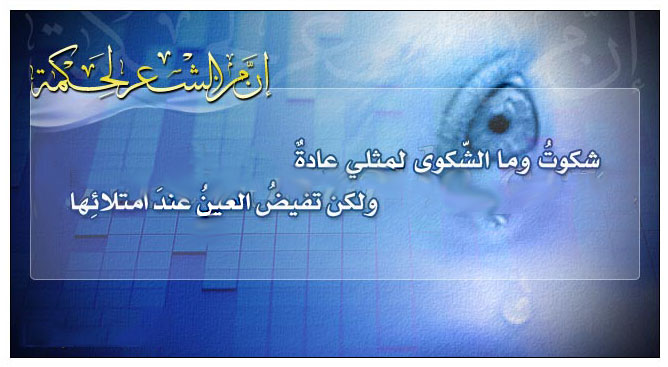 إنّ من الشعر لحكمة
شكوتُ وما الشّكوى لمثلي عادةٌ
ولكن تفيضُ العينُ عندَ امتلائِها